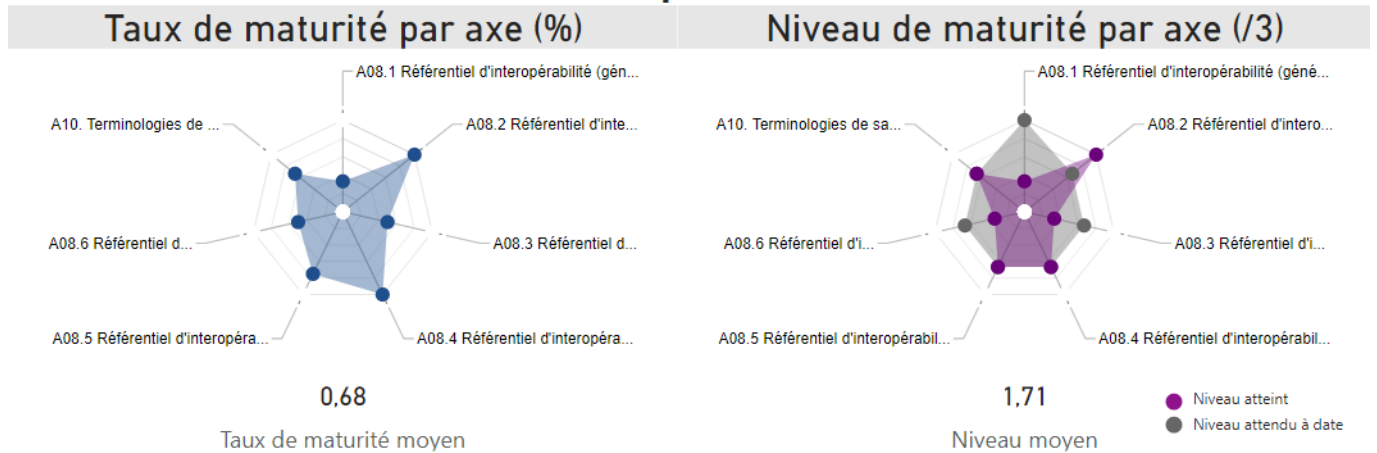 Taux de maturité par axe (%)
Niveau de maturité par axe (/3)
A08.1 Référentiel d'interopérabilité (gén...
A10. Terminologies de ...
A08.2 Référentiel d'inte...
A08.6 Référentiel d...
A08.3 Référentiel d...
A08.5 Référentiel d'interopéra...
A08.4 Référentiel d'interopéra...
0,68
Taux de maturité moyen
A08.1 Référentiel d'interopérabilité (géné...
A10. Terminologies de sa...
A08.2 Référentiel d'intero...
A08.6 Référentiel d'i...
A08.3 Référentiel d'i...
A08.5 Référentiel d'interopérabil...
A08.4 Référentiel d'interopérabil...
1,71
Niveau moyen
Niveau atteint
Niveau attendu à date